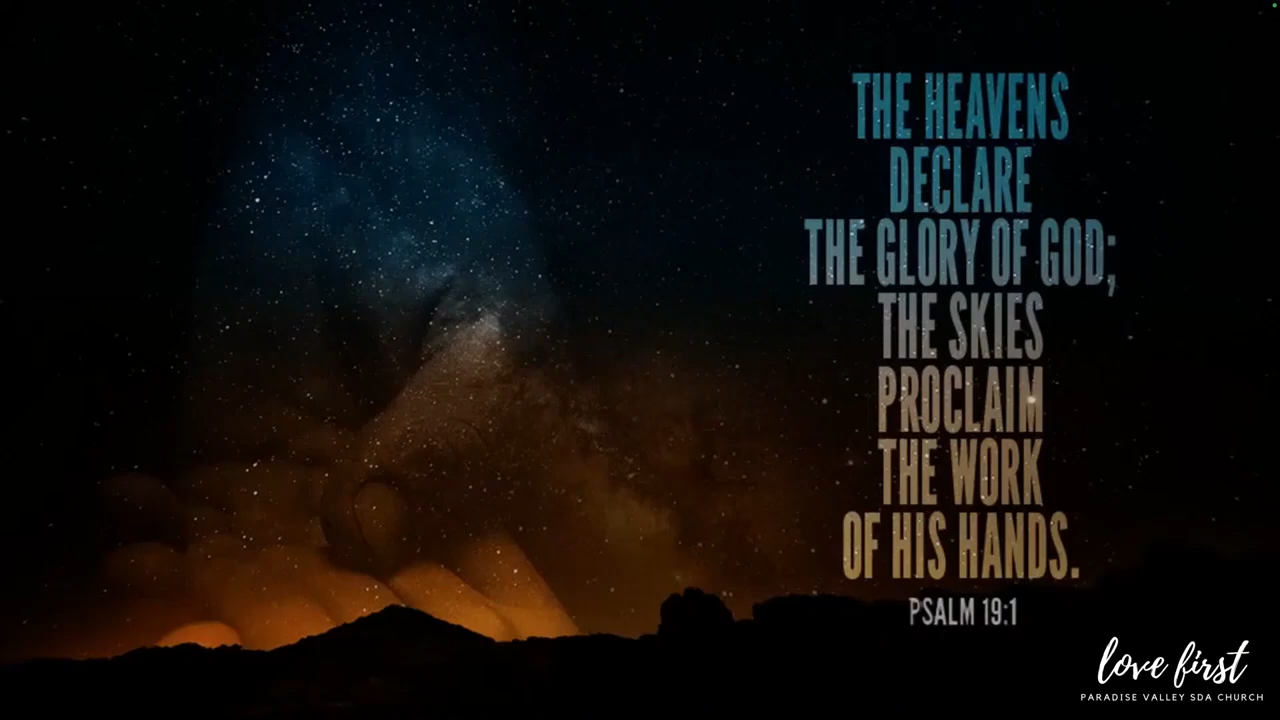 THE HEAVENS
DECLARE
THE GLORY OF GOD;
THE SKIES
PROCLAIM
THE WORK
OF HIS HANDS.
PSALM 19:1
love first
PARADISE VALLEY SDA CHURCH